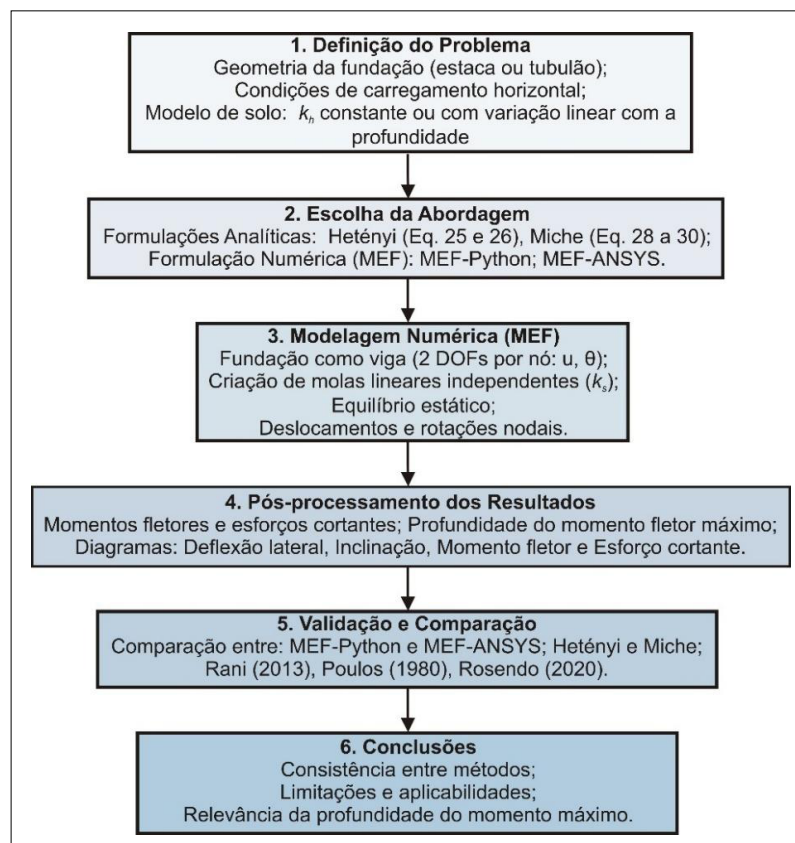 1. Definição do Problema
Geometria da fundação (estaca ou tubulão);
Condições de carregamento horizontal;
Modelo de solo: kₕ constante ou com variação linear com a
profundidade
2. Escolha da Abordagem
Formulações Analíticas: Hetényi (Eq. 25 e 26), Miche (Eq. 28 a 30);
Formulação Numérica (MEF): MEF-Python; MEF-ANSYS.
3. Modelagem Numérica (MEF)
Fundação como viga (2 DOFs por nó: u, θ);
Criação de molas lineares independentes (kₛ);
Equilíbrio estático;
Deslocamentos e rotações nodais.
4. Pós-processamento dos Resultados
Momentos fletores e esforços cortantes; Profundidade do momento fletor máximo;
Diagramas: Deflexão lateral, Inclinação, Momento fletor e Esforço cortante.
5. Validação e Comparação
Comparação entre: MEF-Python e MEF-ANSYS; Hetényi e Miche;
Rani (2013), Poulos (1980), Rosendo (2020).
6. Conclusões
Consistência entre métodos;
Limitações e aplicabilidades;
Relevância da profundidade do momento máximo.